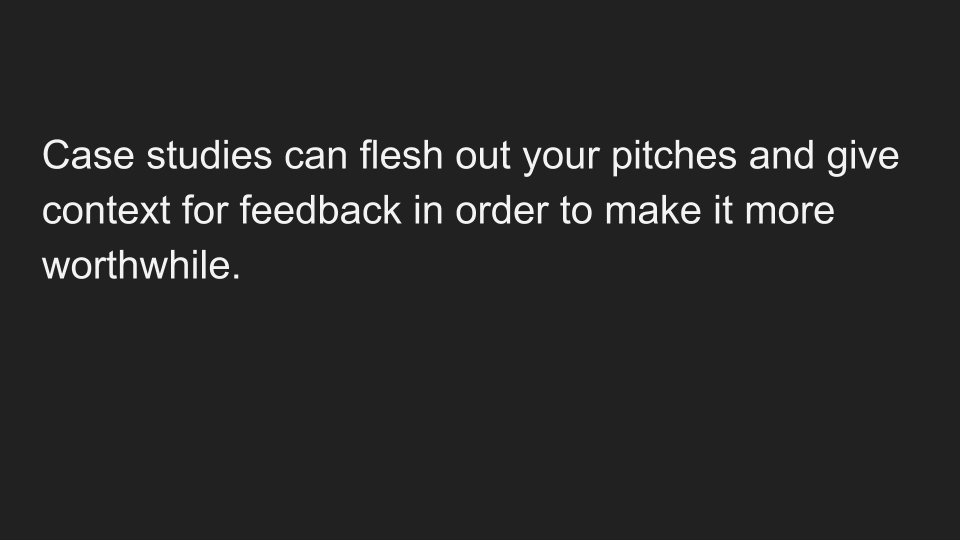 Case studies can flesh out your pitches and give
context for feedback in order to make it more
worthwhile.